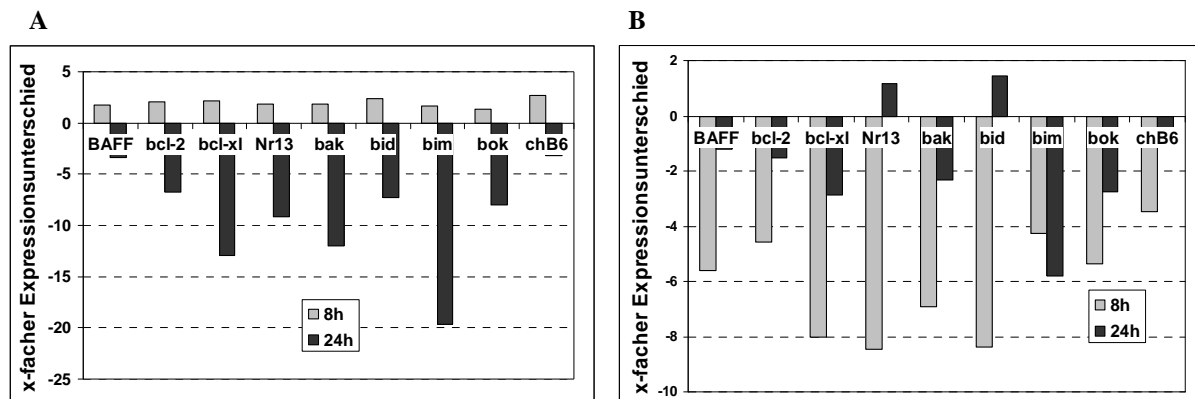 A
x-facher Expressionsunterschied
5
0
-5
-10
-15
-20
-25
BAFF bcl-2 bcl-xl Nr13 bak bid bim bok chB6
8h
24h
B
x-facher Expressionsunterschied
2
0
-2
-4
-6
-8
-10
BAFF bcl-2 bcl-xl Nr13 bak bid bim bok chB6
8h
24h